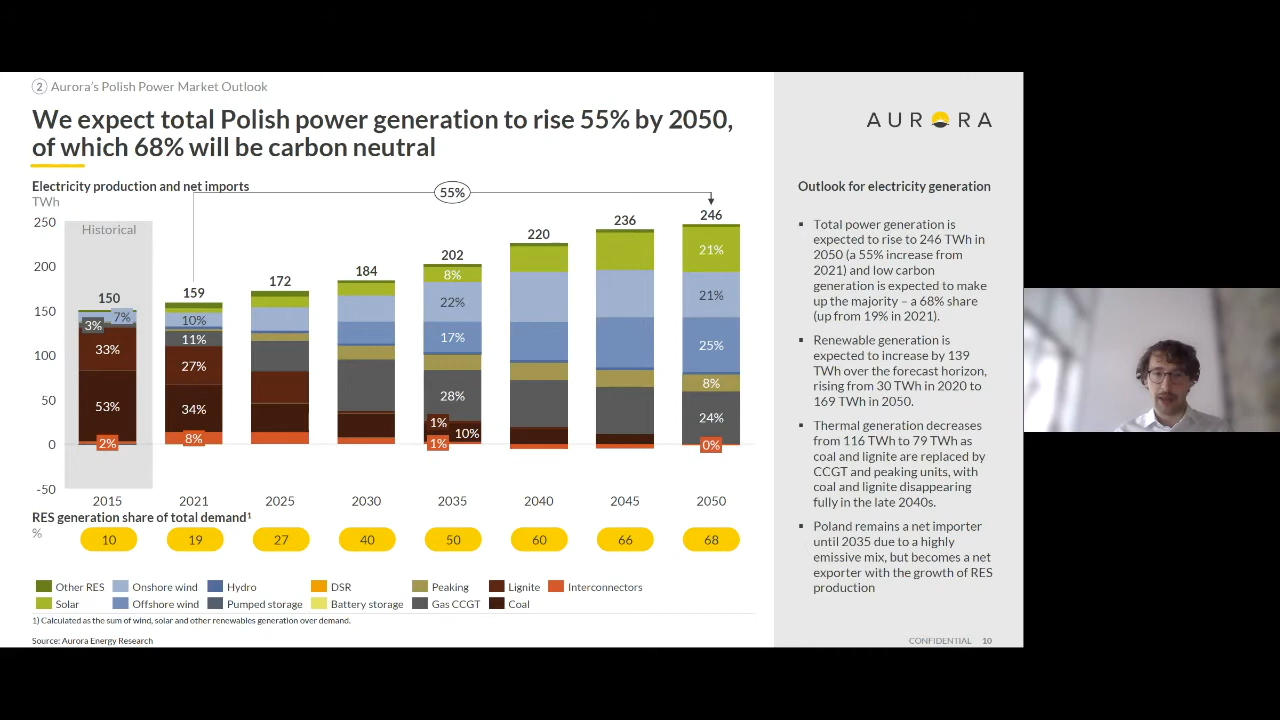 2 Aurora's Polish Power Market Outlook
We expect total Polish power generation to rise 55% by 2050,
of which 68% will be carbon neutral
AURORA
Electricity production and net imports
TWh
55%
250
200
150
100
50
0
-50
Historical
150
7%
3%
33%
53%
2%
159
10%
11%
27%
34%
8%
172
184
202
8%
22%
17%
28%
1%
10%
1%
220
236
246
21%
21%
25%
8%
24%
0%
2015 2021 2025 2030 2035 2040 2045 2050
RES generation share of total demand¹
%
10 19 27 40 50 60 66 68
Other RES Onshore wind Hydro DSR Peaking Lignite Interconnectors
Solar Offshore wind Pumped storage Battery storage Gas CCGT Coal
1) Calculated as the sum of wind, solar and other renewables generation over demand.
Source: Aurora Energy Research
Outlook for electricity generation
▪ Total power generation is
expected to rise to 246 TWh in
2050 (a 55% increase from
2021) and low carbon
generation is expected to make
up the majority – a 68% share
(up from 19% in 2021).
▪ Renewable generation is
expected to increase by 139
TWh over the forecast horizon,
rising from 30 TWh in 2020 to
169 TWh in 2050.
▪ Thermal generation decreases
from 116 TWh to 79 TWh as
coal and lignite are replaced by
CCGT and peaking units, with
coal and lignite disappearing
fully in the late 2040s.
▪ Poland remains a net importer
until 2035 due to a highly
emissive mix, but becomes a net
exporter with the growth of RES
production
CONFIDENTIAL 10